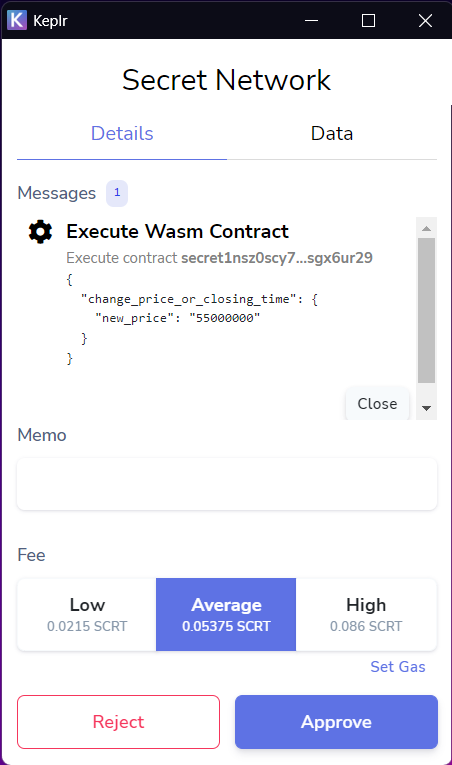 Keplr
Secret Network
Details Data
Messages 1
Execute Wasm Contract
Execute contract secret1nsz0scy7...sgx6ur29
{
  "change_price_or_closing_time": {
    "new_price": "55000000"
  }
}
Close
Memo
Fee
Low Average High
0.0215 SCRT 0.05375 SCRT 0.086 SCRT
Set Gas
Reject Approve